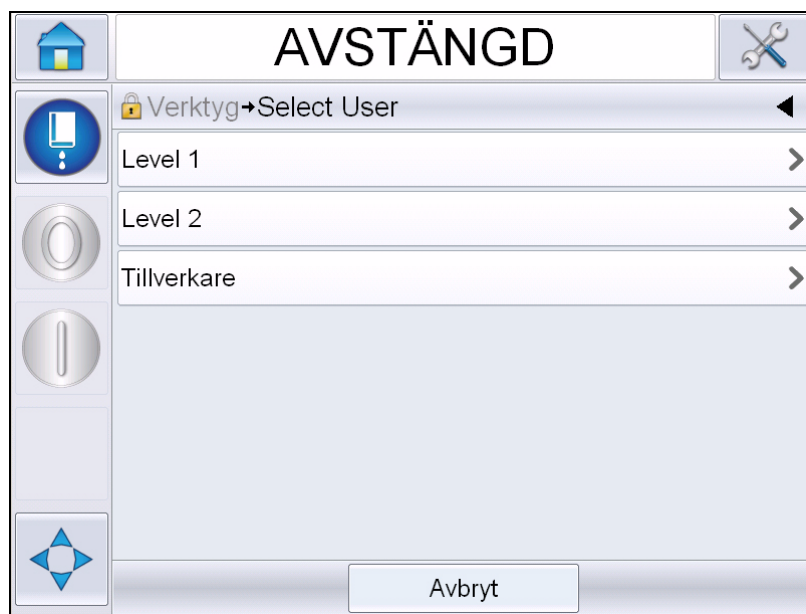 AVSTÄNGD
Verktyg→Select User
Level 1
Level 2
Tillverkare
Avbryt